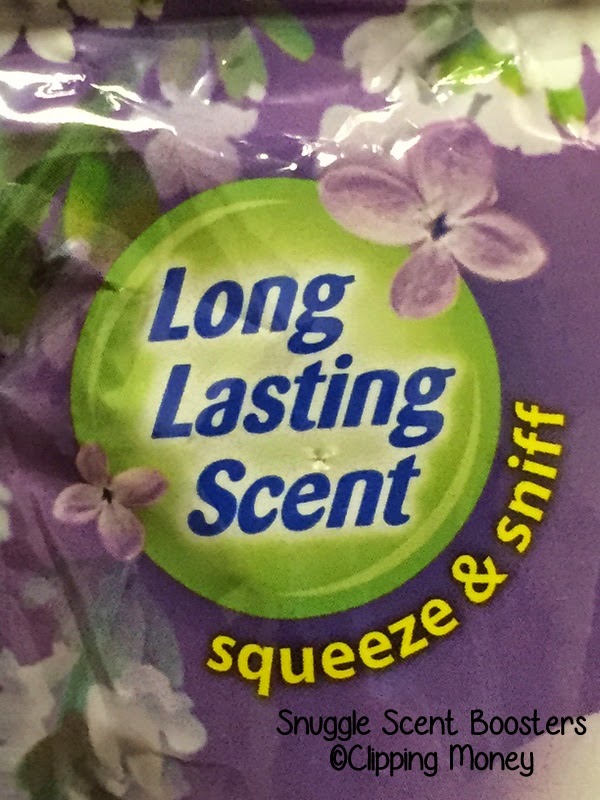 Long
Lasting
Scent
squeeze & sniff
Snuggle Scent Boosters
©Clipping Money